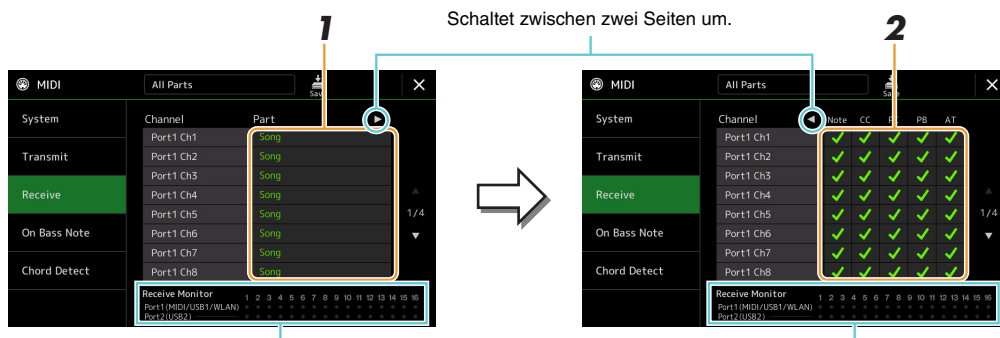 Schaltet zwischen zwei Seiten um.
1
2
MIDI
All Parts
Save
System
Transmit
Receive
On Bass Note
Chord Detect
Channel Part
Port1 Ch1 Song
Port1 Ch2 Song
Port1 Ch3 Song
Port1 Ch4 Song
Port1 Ch5 Song
Port1 Ch6 Song
Port1 Ch7 Song
Port1 Ch8 Song
1/4
Receive Monitor 1 2 3 4 5 6 7 8 9 10 11 12 13 14 15 16
Port1(MIDI/USB1/WLAN)
Port2(USB2)
MIDI
All Parts
Save
System
Transmit
Receive
On Bass Note
Chord Detect
Channel Note CC PC PB AT
Port1 Ch1
Port1 Ch2
Port1 Ch3
Port1 Ch4
Port1 Ch5
Port1 Ch6
Port1 Ch7
Port1 Ch8
1/4
Receive Monitor 1 2 3 4 5 6 7 8 9 10 11 12 13 14 15 16
Port1(MIDI/USB1/WLAN)
Port2(USB2)